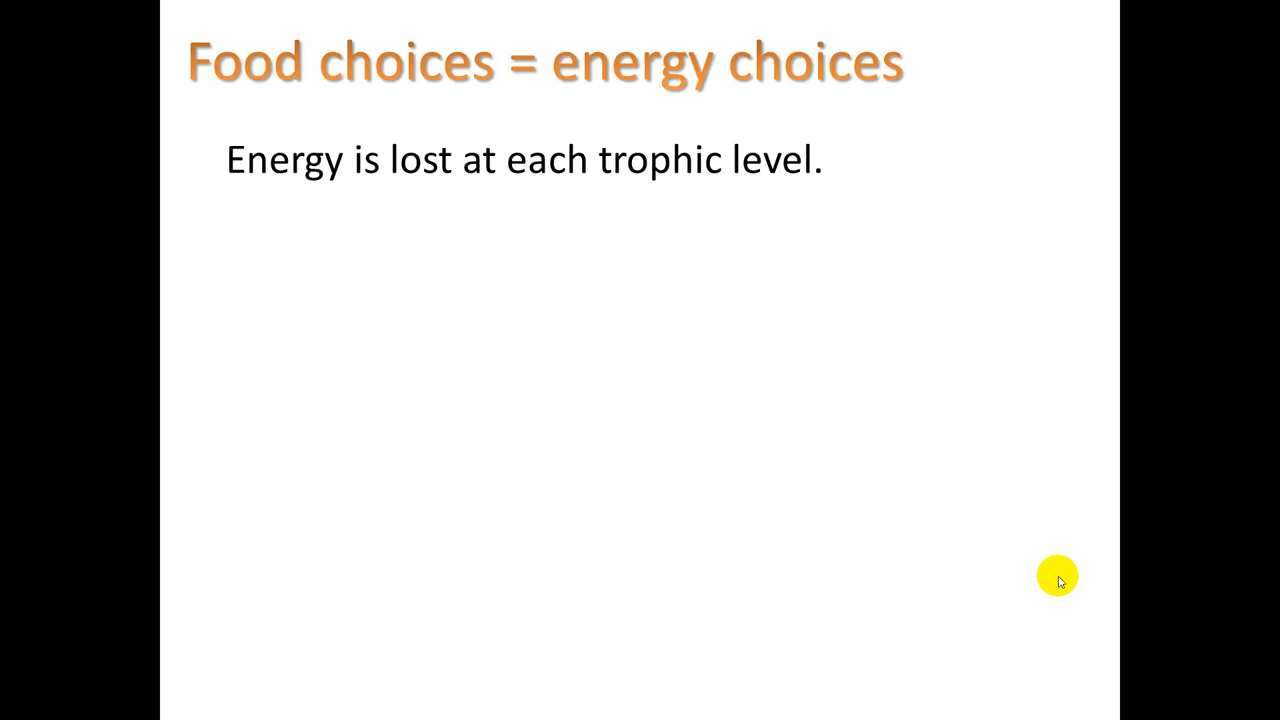 Food choices = energy choices
Energy is lost at each trophic level.